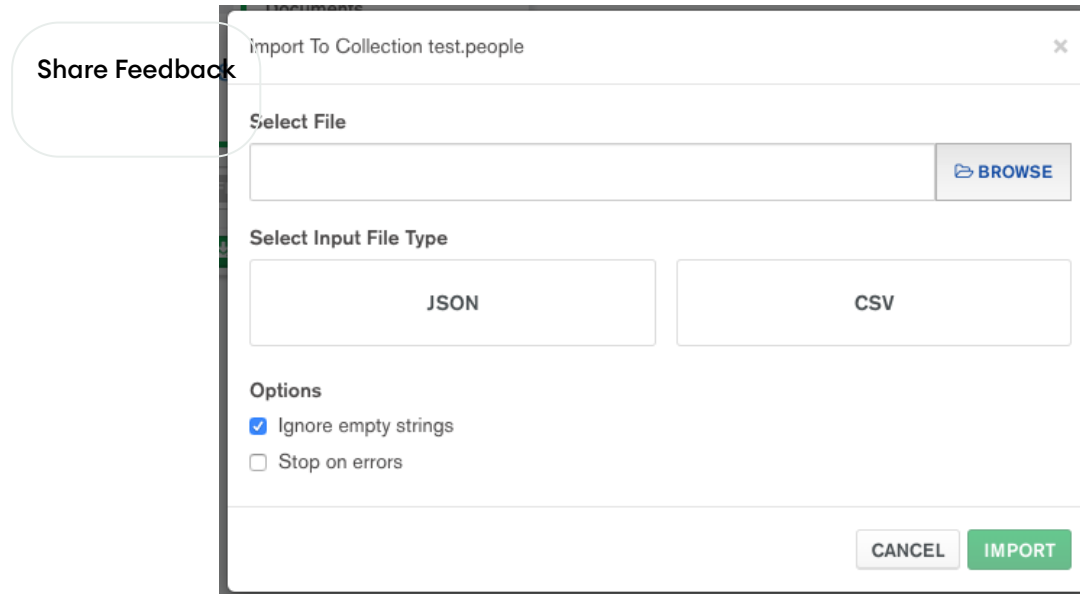 Documents
Import To Collection test.people
×
Share Feedback
Select File
BROWSE
Select Input File Type
JSON
CSV
Options
Ignore empty strings
Stop on errors
CANCEL
IMPORT